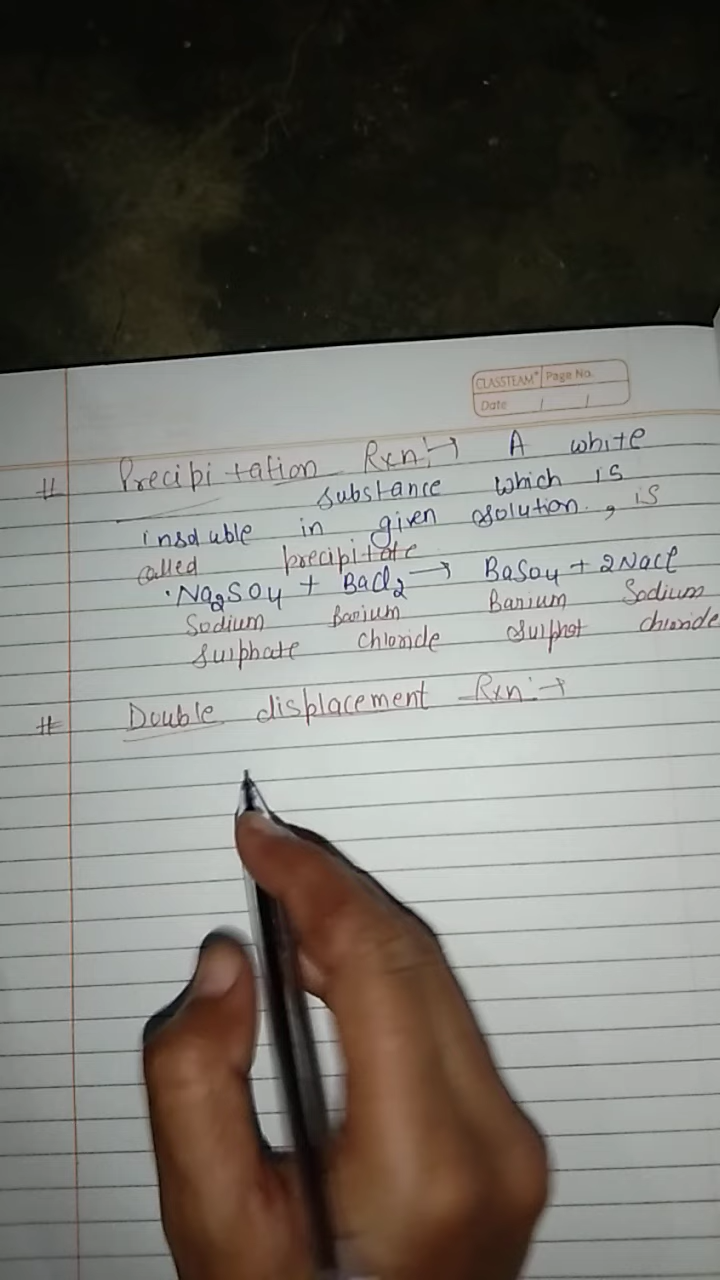 CLASSTEAM Page No.
Date / /
# Precipitation Rxn:→ A white
substance which is
insoluble in given solution, is
called precipitate
Na2SO4 + BaCl2 → BaSO4 + 2NaCl
Sodium Barium Barium Sodium
sulphate chloride sulphat chloride
# Double displacement Rxn:→